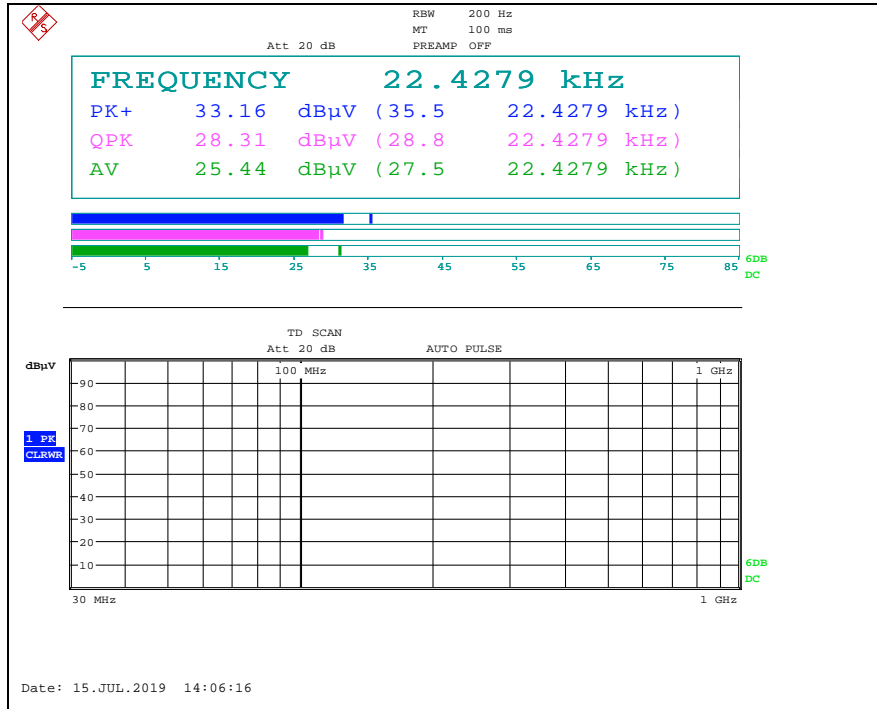 R S
RBW 200 Hz
MT 100 ms
Att 20 dB PREAMP OFF
FREQUENCY 22.4279 kHz
PK+ 33.16 dBµV (35.5 22.4279 kHz)
QPK 28.31 dBµV (28.8 22.4279 kHz)
AV 25.44 dBµV (27.5 22.4279 kHz)
-5 5 15 25 35 45 55 65 75 85
6DB
DC
TD SCAN
Att 20 dB AUTO PULSE
dBµV
100 MHz 1 GHz
90
80
70
1 PK
CLRWR
60
50
40
30
20
10
6DB
DC
30 MHz 1 GHz
Date: 15.JUL.2019 14:06:16